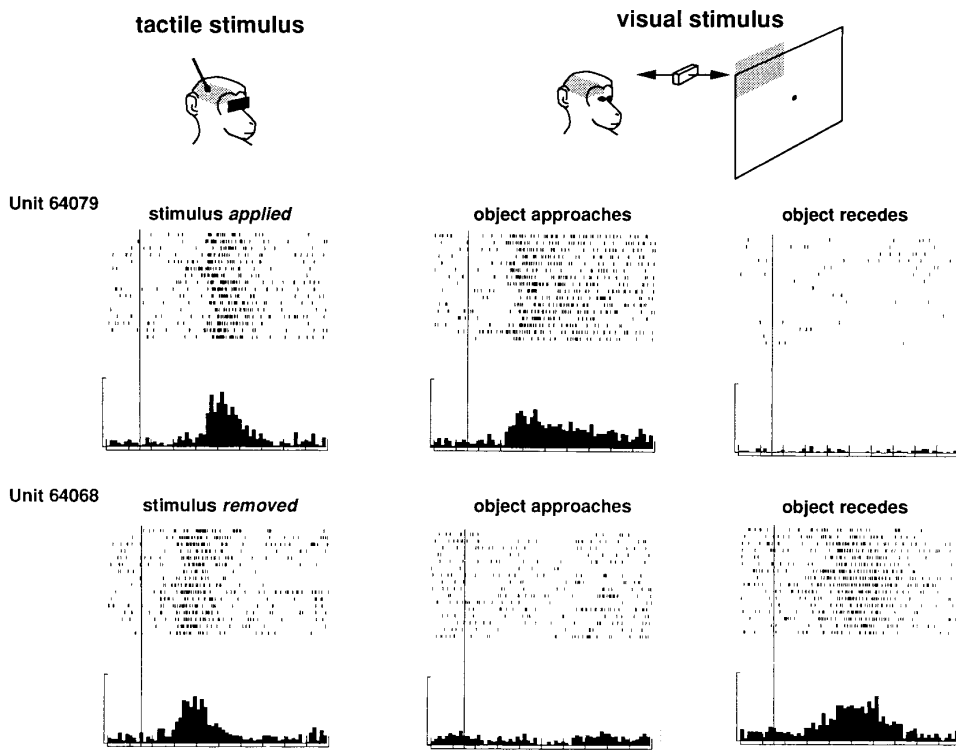 tactile stimulus
visual stimulus
Unit 64079
stimulus applied
object approaches
object recedes
Unit 64068
stimulus removed
object approaches
object recedes